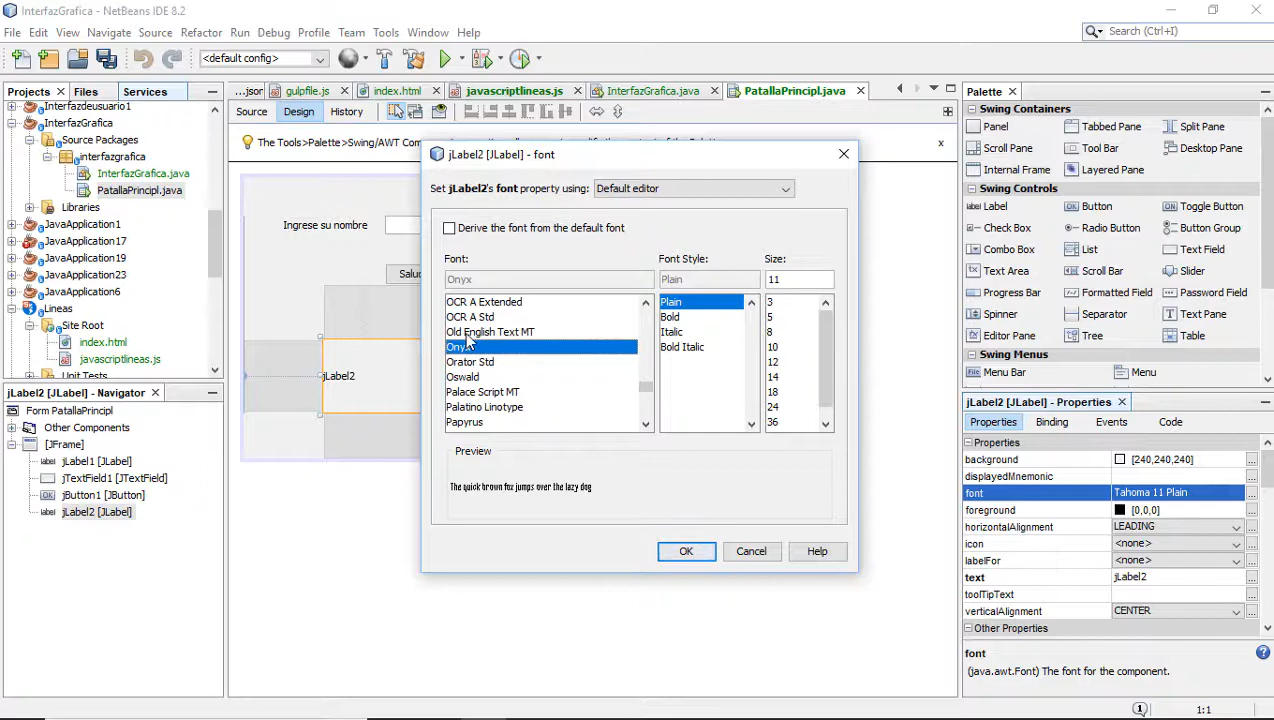 InterfazGrafica - NetBeans IDE 8.2
File Edit View Navigate Source Refactor Run Debug Profile Team Tools Window Help
Search (Ctrl+I)
<default config>
Projects Files Services
...json gulpfile.js index.html javascriptlineas.js InterfazGrafica.java PatallaPrincipl.java
Source Design History
Interfazdeusuario1
InterfazGrafica
Source Packages
interfazgrafica
InterfazGrafica.java
PatallaPrincipl.java
Libraries
JavaApplication1
JavaApplication17
JavaApplication19
JavaApplication23
JavaApplication6
Lineas
Site Root
index.html
javascriptlineas.js
Unit Tests
jLabel2 [JLabel] - Navigator
Form PatallaPrincipl
Other Components
[JFrame]
jLabel1 [JLabel]
jTextField1 [JTextField]
jButton1 [JButton]
jLabel2 [JLabel]
The Tools>Palette>Swing/AWT Com
Ingrese su nombre
Saluc
jLabel2
jLabel2 [JLabel] - font
Set jLabel2's font property using: Default editor
Derive the font from the default font
Font: Font Style: Size:
Onyx Plain 11
OCR A Extended
OCR A Std
Old English Text MT
Onyx
Orator Std
Oswald
Palace Script MT
Palatino Linotype
Papyrus
Plain
Bold
Italic
Bold Italic
3
5
8
10
12
14
18
24
36
Preview
The quick brown fox jumps over the lazy dog
OK Cancel Help
Palette
Swing Containers
Panel Tabbed Pane Split Pane
Scroll Pane Tool Bar Desktop Pane
Internal Frame Layered Pane
Swing Controls
Label Button Toggle Button
Check Box Radio Button Button Group
Combo Box List Text Field
Text Area Scroll Bar Slider
Progress Bar Formatted Field Password Field
Spinner Separator Text Pane
Editor Pane Tree Table
Swing Menus
Menu Bar Menu
jLabel2 [JLabel] - Properties
Properties Binding Events Code
Properties
background [240,240,240]
displayedMnemonic
font Tahoma 11 Plain
foreground [0,0,0]
horizontalAlignment LEADING
icon <none>
labelFor <none>
text jLabel2
toolTipText
verticalAlignment CENTER
Other Properties
font
(java.awt.Font) The font for the component.
1:1